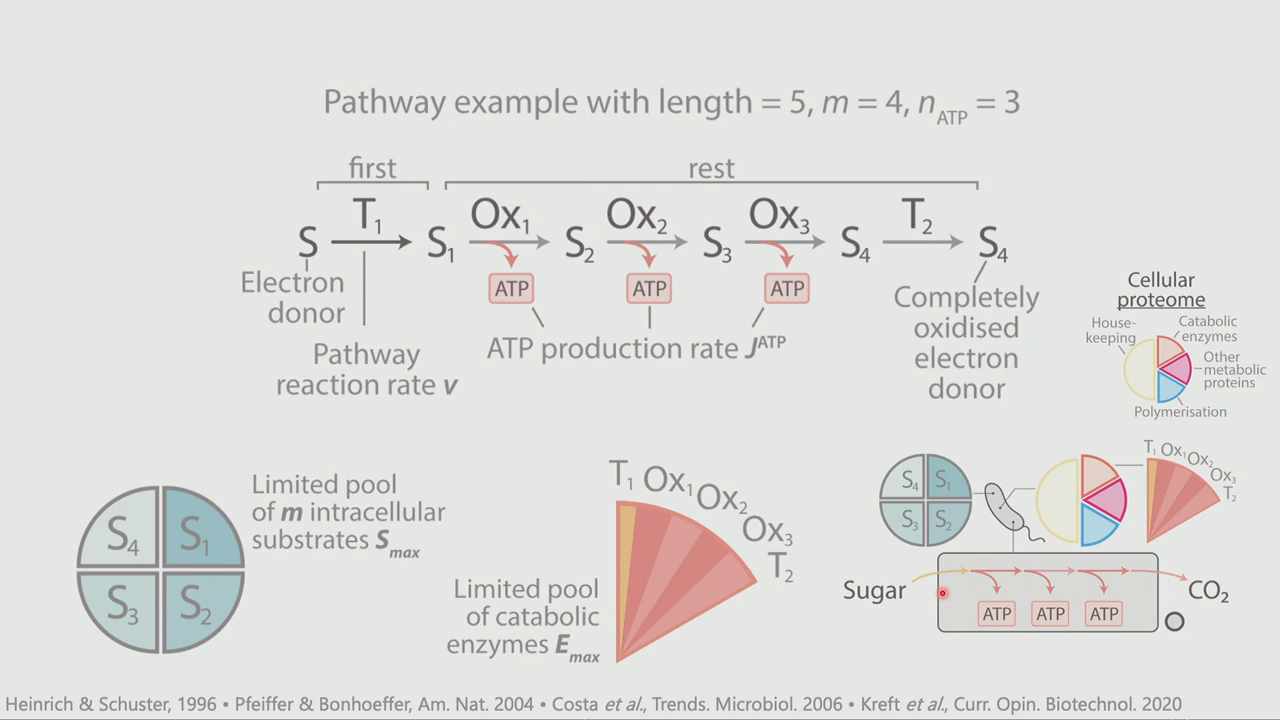 Pathway example with length = 5, m = 4, nATP = 3
first
rest
T1
Ox1
Ox2
Ox3
T2
S
S1
S2
S3
S4
S4
ATP
ATP
ATP
Electron
donor
Pathway
reaction rate v
ATP production rate JATP
Completely
oxidised
electron
donor
Cellular
proteome
House-
keeping
Catabolic
enzymes
Other
metabolic
proteins
Polymerisation
S4
S1
S3
S2
Limited pool
of m intracellular
substrates Smax
T1
Ox1
Ox2
Ox3
T2
Limited pool
of catabolic
enzymes Emax
S4
S1
S3
S2
T1
Ox1
Ox2
Ox3
T2
Sugar
ATP
ATP
ATP
CO2
Heinrich & Schuster, 1996 • Pfeiffer & Bonhoeffer, Am. Nat. 2004 • Costa et al., Trends. Microbiol. 2006 • Kreft et al., Curr. Opin. Biotechnol. 2020